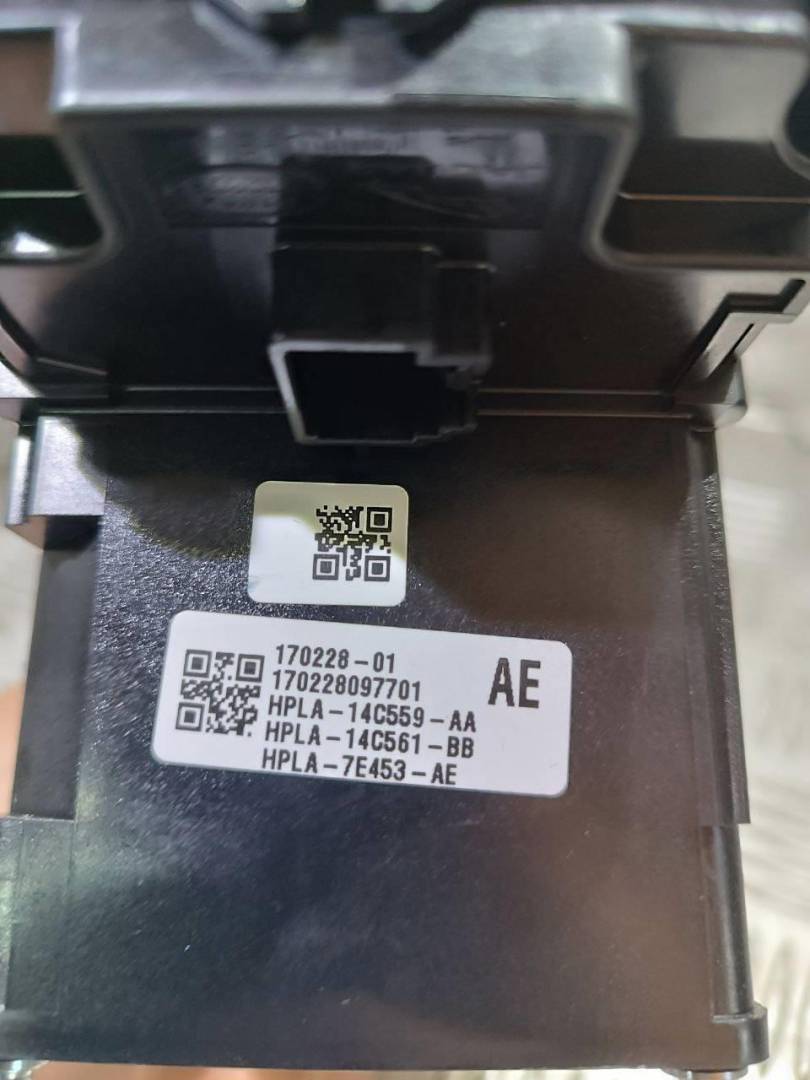 170228-01
AE
170228097701
HPLA-14C559-AA
HPLA-14C561-BB
HPLA-7E453-AE